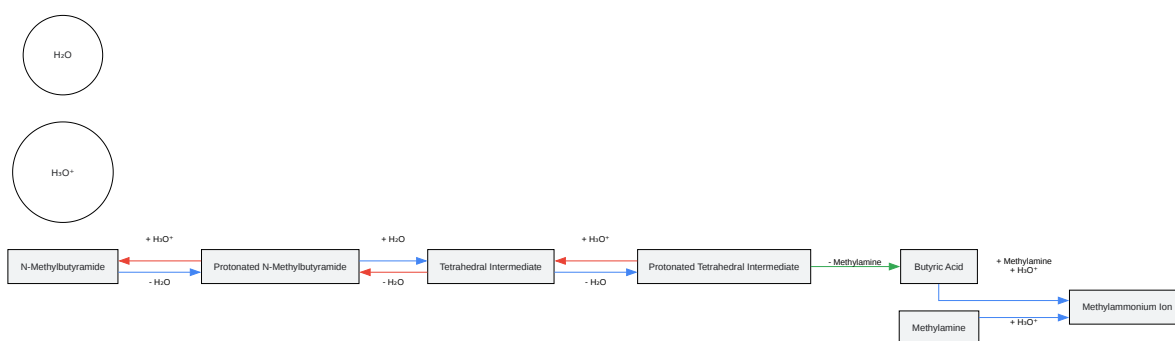 H₂O
H₃O⁺
+ H₃O⁺
+ H₂O
+ H₃O⁺
N-Methylbutyramide
Protonated N-Methylbutyramide
Tetrahedral Intermediate
Protonated Tetrahedral Intermediate
- Methylamine
Butyric Acid
+ Methylamine
+ H₃O⁺
- H₂O
- H₂O
- H₂O
Methylammonium Ion
Methylamine
+ H₃O⁺